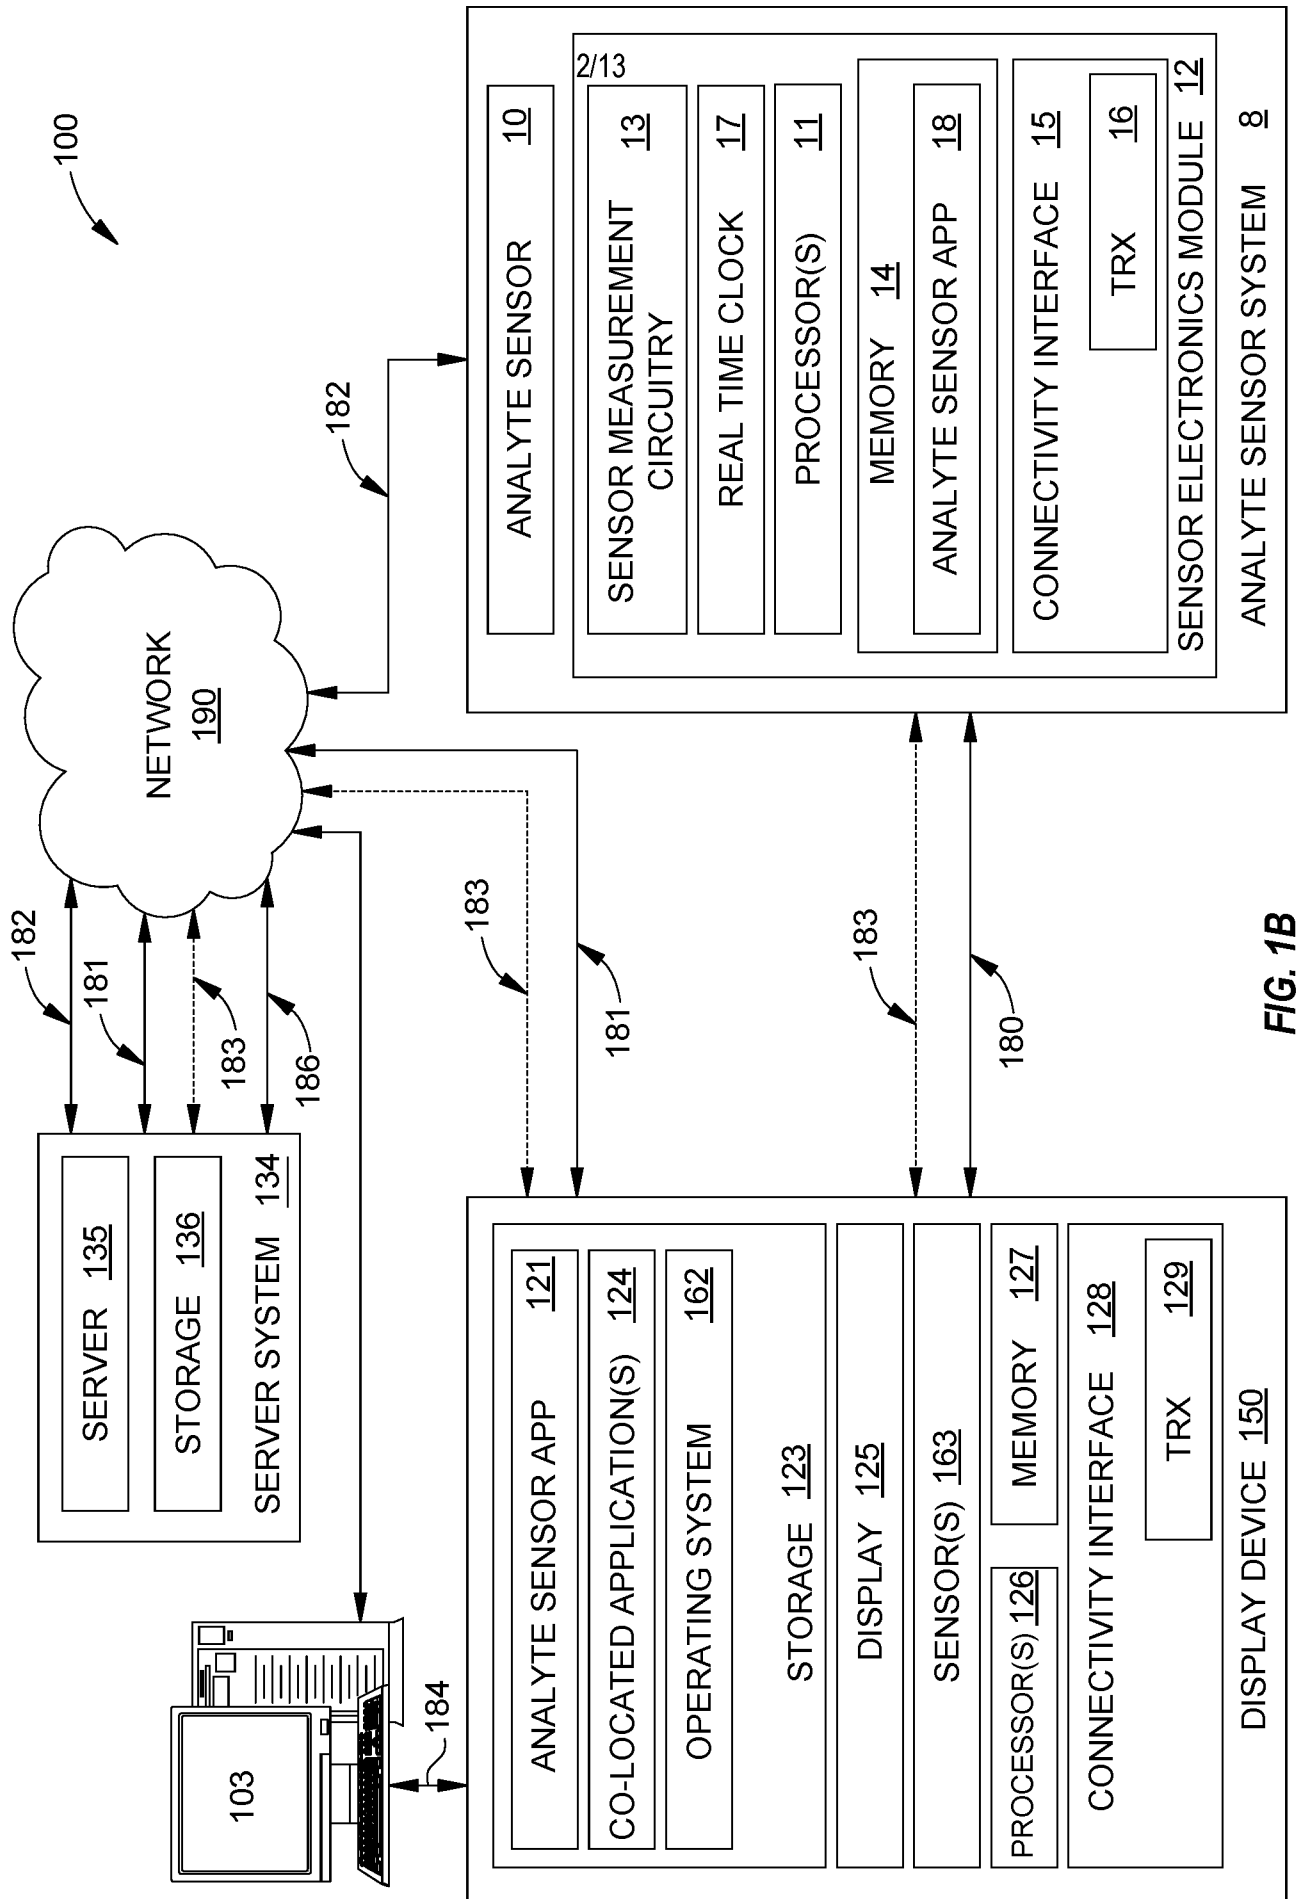 2/13
100
NETWORK
190
182
181
183
186
SERVER 135
STORAGE 136
SERVER SYSTEM 134
103
184
183
181
182
183
180
ANALYTE SENSOR APP 121
CO-LOCATED APPLICATION(S) 124
OPERATING SYSTEM 162
STORAGE 123
DISPLAY 125
SENSOR(S) 163
PROCESSOR(S) 126
MEMORY 127
CONNECTIVITY INTERFACE 128
TRX 129
DISPLAY DEVICE 150
ANALYTE SENSOR 10
SENSOR MEASUREMENT 13
CIRCUITRY
REAL TIME CLOCK 17
PROCESSOR(S) 11
MEMORY 14
ANALYTE SENSOR APP 18
CONNECTIVITY INTERFACE 15
TRX 16
SENSOR ELECTRONICS MODULE 12
ANALYTE SENSOR SYSTEM 8
FIG. 1B